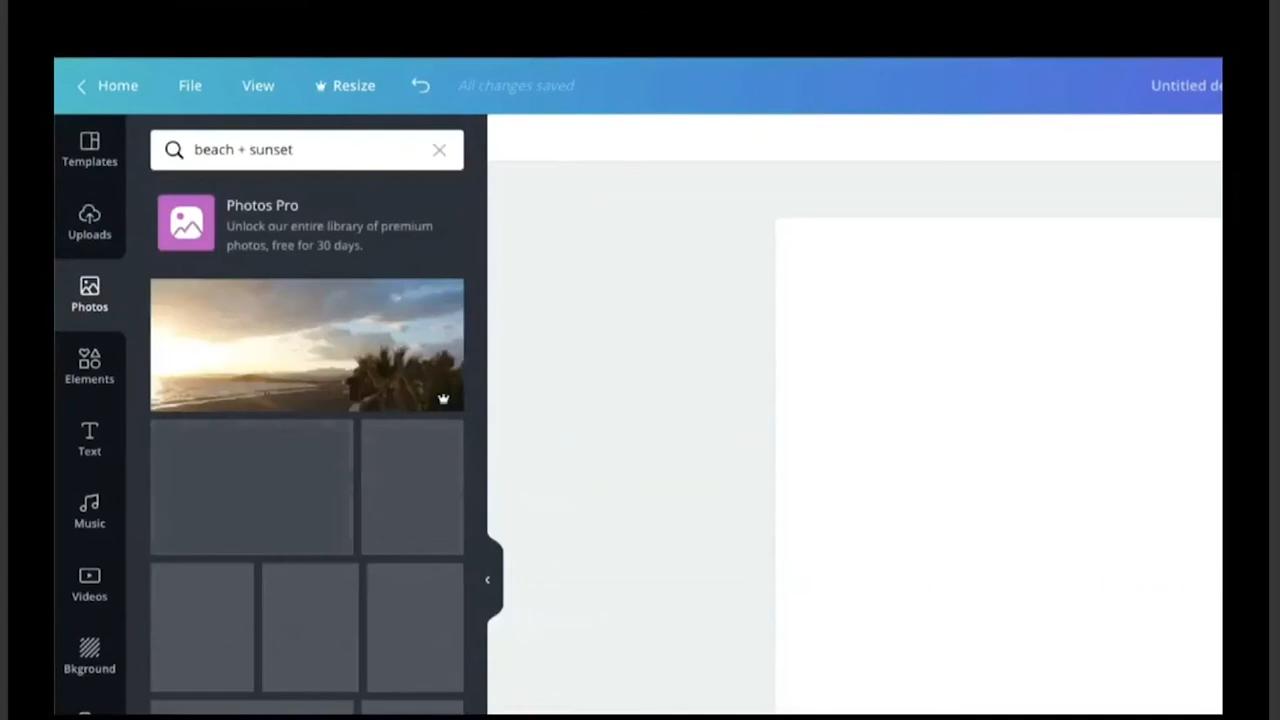 Home
File
View
Resize
All changes saved
Untitled
Templates
Uploads
Photos
Elements
Text
Music
Videos
Bkground
beach + sunset
Photos Pro
Unlock our entire library of premium
photos, free for 30 days.